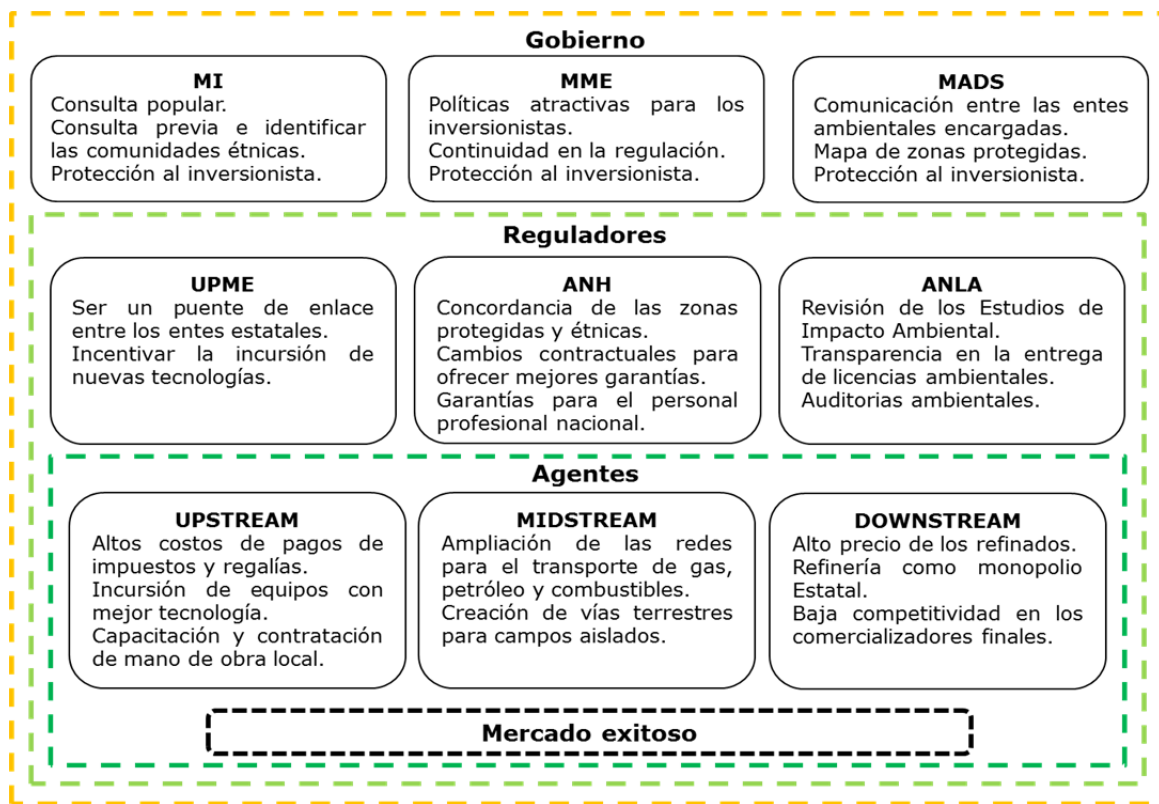 Gobierno
MI
Consulta popular.
Consulta previa e identificar
las comunidades étnicas.
Protección al inversionista.
MME
Políticas atractivas para los
inversionistas.
Continuidad en la regulación.
Protección al inversionista.
MADS
Comunicación entre las entes
ambientales encargadas.
Mapa de zonas protegidas.
Protección al inversionista.
Reguladores
UPME
Ser un puente de enlace
entre los entes estatales.
Incentivar la incursión de
nuevas tecnologías.
ANH
Concordancia de las zonas
protegidas y étnicas.
Cambios contractuales para
ofrecer mejores garantías.
Garantías para el personal
profesional nacional.
ANLA
Revisión de los Estudios de
Impacto Ambiental.
Transparencia en la entrega
de licencias ambientales.
Auditorias ambientales.
Agentes
UPSTREAM
Altos costos de pagos de
impuestos y regalías.
Incursión de equipos con
mejor tecnología.
Capacitación y contratación
de mano de obra local.
MIDSTREAM
Ampliación de las redes
para el transporte de gas,
petróleo y combustibles.
Creación de vías terrestres
para campos aislados.
DOWNSTREAM
Alto precio de los refinados.
Refinería como monopolio
Estatal.
Baja competitividad en los
comercializadores finales.
Mercado exitoso